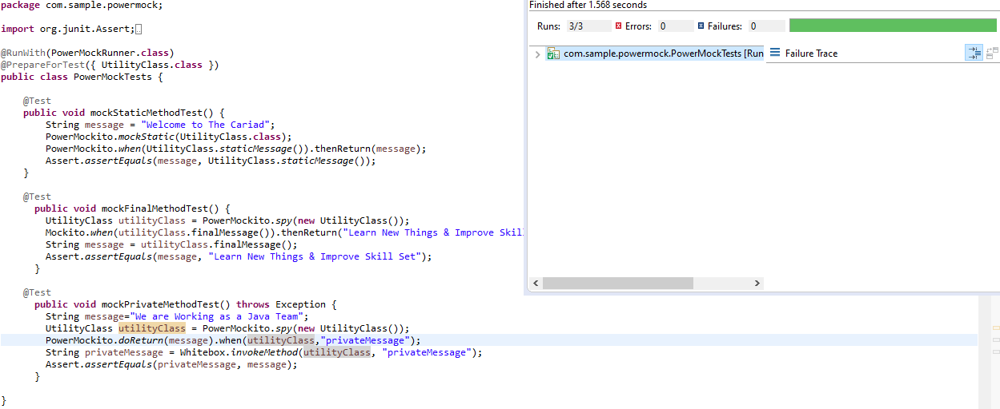 package com.sample.powermock;
import org.junit.Assert;
@RunWith(PowerMockRunner.class)
@PrepareForTest({ UtilityClass.class })
public class PowerMockTests {
@Test
public void mockStaticMethodTest() {
String message = "Welcome to The Cariad";
PowerMockito.mockStatic(UtilityClass.class);
PowerMockito.when(UtilityClass.staticMessage()).thenReturn(message);
Assert.assertEquals(message, UtilityClass.staticMessage());
}
@Test
public void mockFinalMethodTest() {
UtilityClass utilityClass = PowerMockito.spy(new UtilityClass());
Mockito.when(utilityClass.finalMessage()).thenReturn("Learn New Things & Improve Skil
String message = utilityClass.finalMessage();
Assert.assertEquals(message, "Learn New Things & Improve Skill Set");
}
@Test
public void mockPrivateMethodTest() throws Exception {
String message="We are Working as a Java Team";
UtilityClass utilityClass = PowerMockito.spy(new UtilityClass());
PowerMockito.doReturn(message).when(utilityClass,"privateMessage");
String privateMessage = Whitebox.invokeMethod(utilityClass, "privateMessage");
Assert.assertEquals(privateMessage, message);
}
}
Finished after 1.568 seconds
Runs: 3/3 Errors: 0 Failures: 0
com.sample.powermock.PowerMockTests [Run
Failure Trace